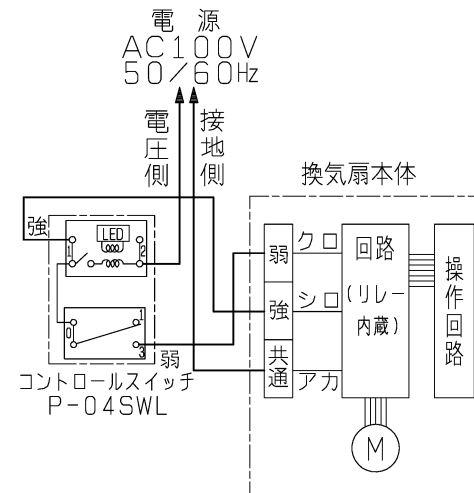 電源
AC100V
50/60Hz
電圧側
接地側
換気扇本体
強
LED
1
2
0
1
3
弱
コントロールスイッチ
P-04SWL
弱
クロ
強
シロ
共通
アカ
回路
(リレー
内蔵)
操作回路
M